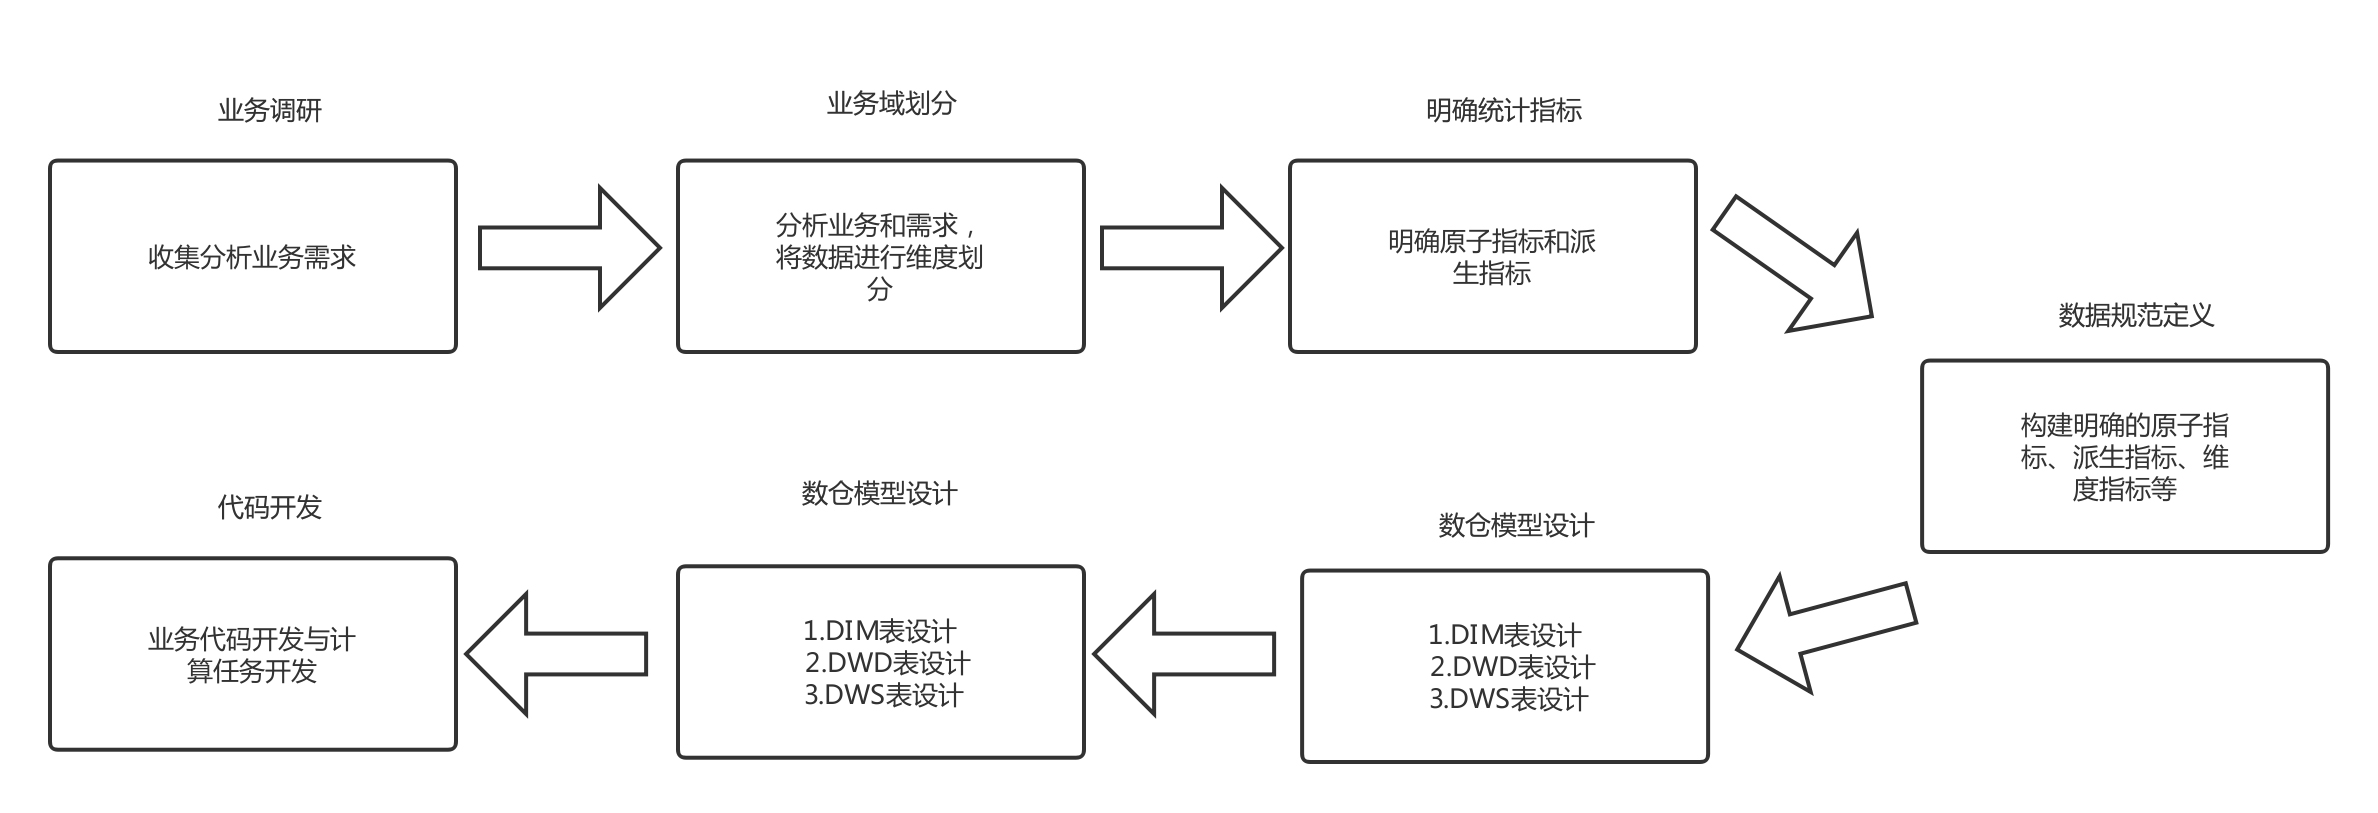 业务调研
收集分析业务需求
业务域划分
分析业务和需求，
将数据进行维度划
分
明确统计指标
明确原子指标和派
生指标
数据规范定义
构建明确的原子指
标、派生指标、维
度指标等
数仓模型设计
1.DIM表设计
2.DWD表设计
3.DWS表设计
数仓模型设计
1.DIM表设计
2.DWD表设计
3.DWS表设计
代码开发
业务代码开发与计
算任务开发